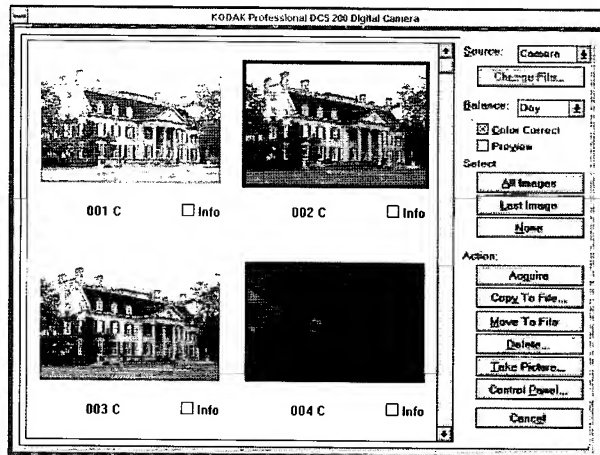 KODAK Professional DCS 200 Digital Camera
Source: Camera
Change File...
Balance: Day
Color Correct
Preview
Select
All Images
Last Image
None
001 C Info
002 C Info
Action:
Acquire
Copy To File...
Move To File
Delete...
Take Picture...
Control Panel...
Cancel
003 C Info
004 C Info